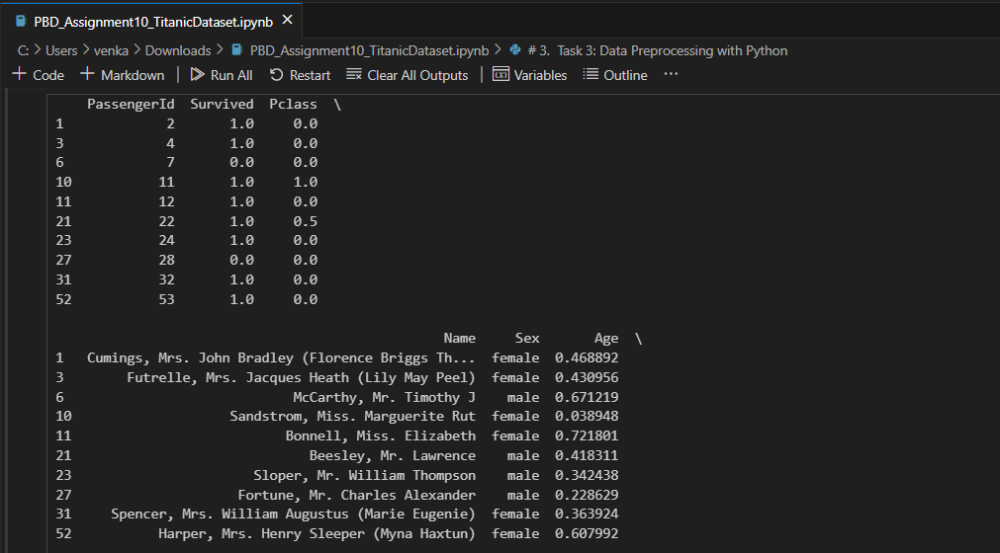 PBD_Assignment10_TitanicDataset.ipynb
C: > Users > venka > Downloads > PBD_Assignment10_TitanicDataset.ipynb > # 3. Task 3: Data Preprocessing with Python
+ Code + Markdown | Run All Restart Clear All Outputs | Variables Outline ...
PassengerId Survived Pclass \
1 2 1.0 0.0
3 4 1.0 0.0
6 7 0.0 0.0
10 11 1.0 1.0
11 12 1.0 0.0
21 22 1.0 0.5
23 24 1.0 0.0
27 28 0.0 0.0
31 32 1.0 0.0
52 53 1.0 0.0
Name Sex Age \
1 Cumings, Mrs. John Bradley (Florence Briggs Th... female 0.468892
3 Futrelle, Mrs. Jacques Heath (Lily May Peel) female 0.430956
6 McCarthy, Mr. Timothy J male 0.671219
10 Sandstrom, Miss. Marguerite Rut female 0.038948
11 Bonnell, Miss. Elizabeth female 0.721801
21 Beesley, Mr. Lawrence male 0.418311
23 Sloper, Mr. William Thompson male 0.342438
27 Fortune, Mr. Charles Alexander male 0.228629
31 Spencer, Mrs. William Augustus (Marie Eugenie) female 0.363924
52 Harper, Mrs. Henry Sleeper (Myna Haxtun) female 0.607992